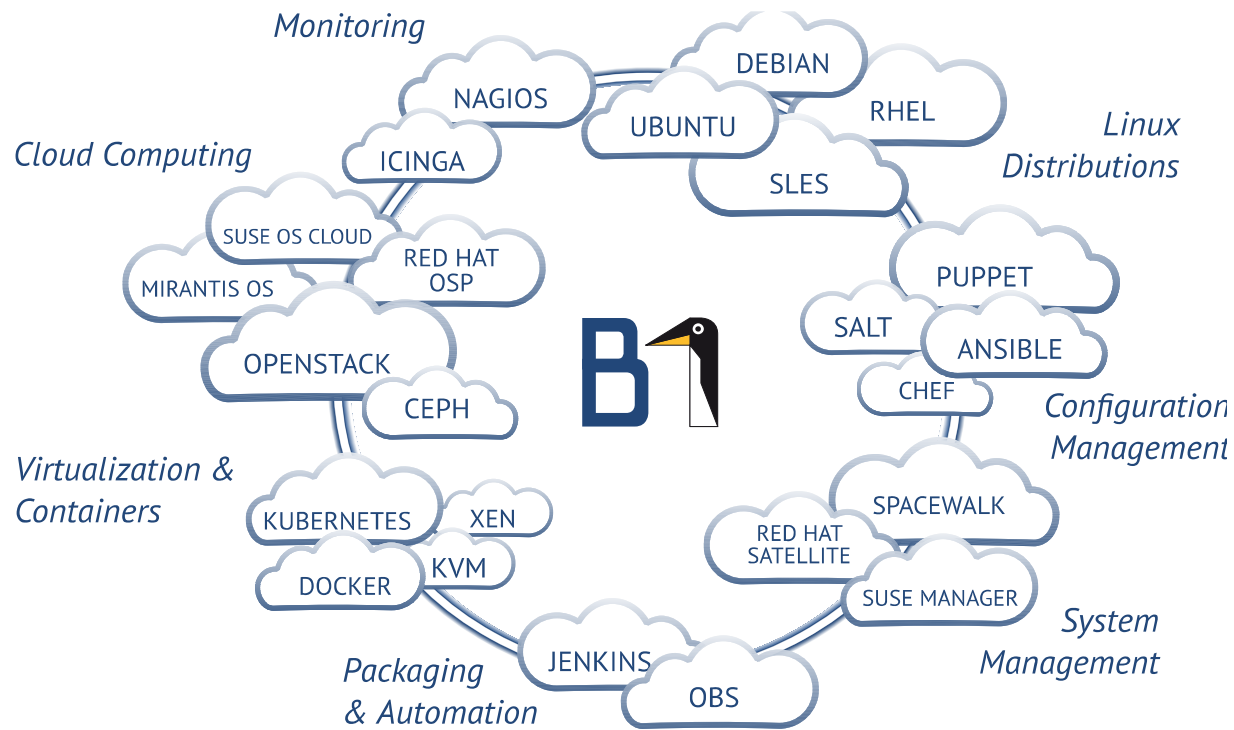 Monitoring
NAGIOS
ICINGA
DEBIAN
UBUNTU
RHEL
SLES
Linux
Distributions
Cloud Computing
SUSE OS CLOUD
MIRANTIS OS
RED HAT
OSP
OPENSTACK
CEPH
B1
PUPPET
SALT
ANSIBLE
CHEF
Configuration
Management
Virtualization &
Containers
KUBERNETES
XEN
KVM
DOCKER
SPACEWALK
RED HAT
SATELLITE
SUSE MANAGER
System
Management
Packaging
& Automation
JENKINS
OBS